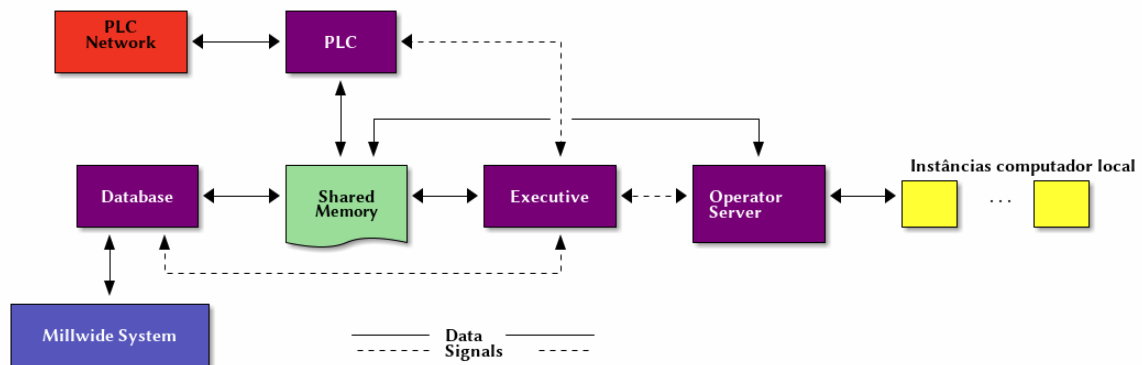 PLC
Network
PLC
Instâncias computador local
Database
Shared
Memory
Executive
Operator
Server
...
Millwide System
Data
Signals